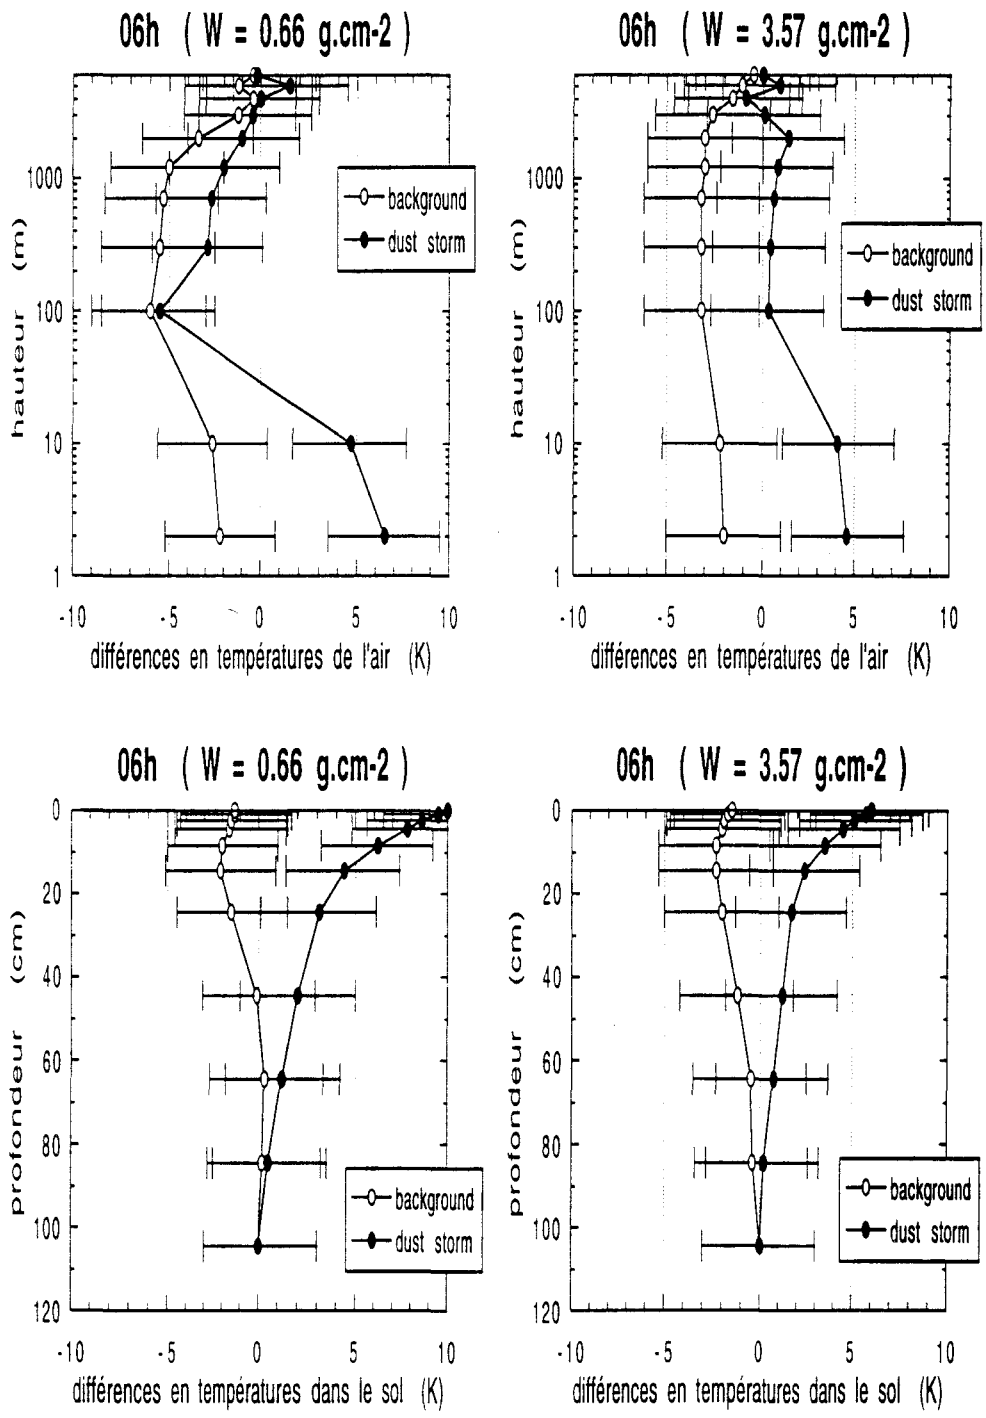 06h ( W = 0.66 g.cm-2 )
hauteur (m)
1000
100
10
1
-10 -5 0 5 10
différences en températures de l'air (K)
background
dust storm
06h ( W = 3.57 g.cm-2 )
hauteur (m)
1000
100
10
1
-10 -5 0 5 10
différences en températures de l'air (K)
background
dust storm
06h ( W = 0.66 g.cm-2 )
profondeur (cm)
0
20
40
60
80
100
120
-10 -5 0 5 10
différences en températures dans le sol (K)
background
dust storm
06h ( W = 3.57 g.cm-2 )
profondeur (cm)
0
20
40
60
80
100
120
-10 -5 0 5 10
différences en températures dans le sol (K)
background
dust storm